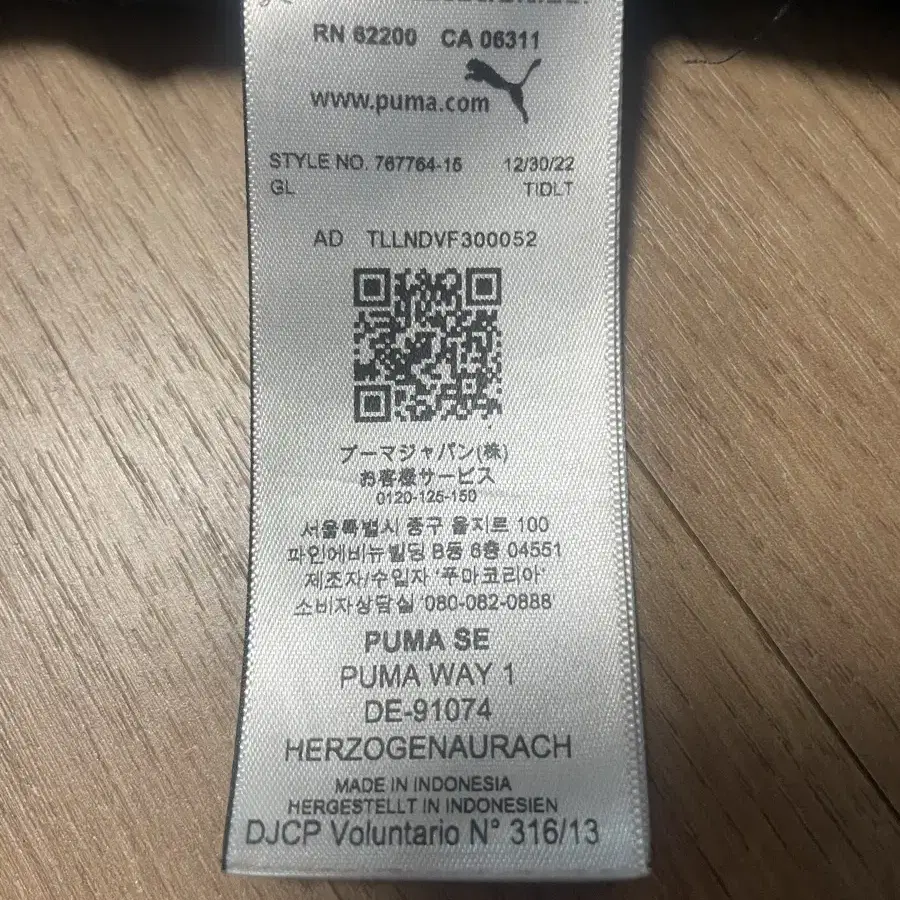 RN 62200 CA 06311
www.puma.com
STYLE NO. 767764-15 12/30/22
GL TIDLT
AD TLLNDVF300052
プーマジャパン(株)
お客様サービス
0120-125-150
서울특별시 중구 을지로 100
파인에비뉴빌딩 B동 6층 04551
제조자/수입자 '푸마코리아'
소비자상담실 '080-082-0888'
PUMA SE
PUMA WAY 1
DE-91074
HERZOGENAURACH
MADE IN INDONESIA
HERGESTELLT IN INDONESIEN
DJCP Voluntario N° 316/13